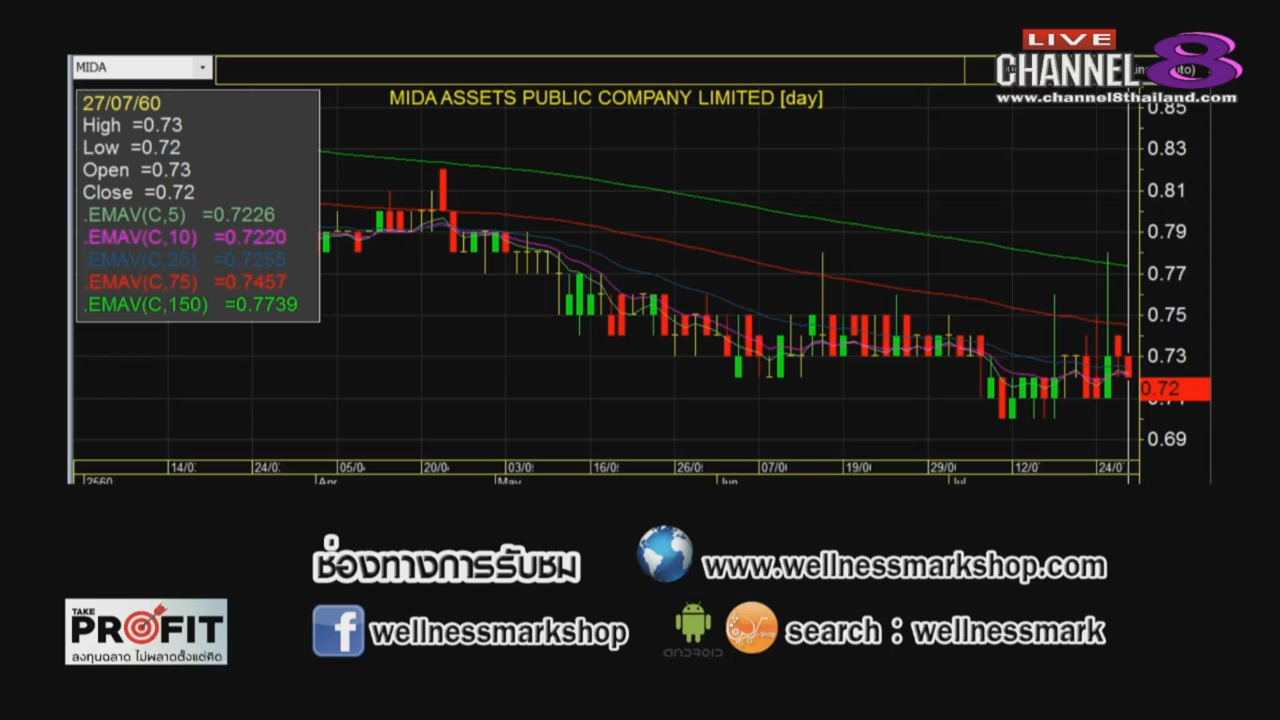 LIVE
CHANNEL 8
www.channel8thailand.com
MIDA
MIDA ASSETS PUBLIC COMPANY LIMITED [day]
27/07/60
High =0.73
Low =0.72
Open =0.73
Close =0.72
.EMAV(C,5) =0.7226
.EMAV(C,10) =0.7220
.EMAV(C,25) =0.7255
.EMAV(C,75) =0.7457
.EMAV(C,150) =0.7739
0.85
0.83
0.81
0.79
0.77
0.75
0.73
0.72
0.71
0.69
14/0 24/0 05/0 20/0 03/0 16/0 26/0 07/0 19/0 29/0 12/0 24/0
2560 Apr May Jun Jul
ช่องทางการรับชม
www.wellnessmarkshop.com
wellnessmarkshop
ANDROID
search : wellnessmark
TAKE
PROFIT
ลงทุนฉลาด ไม่พลาดตั้งแต่คิด